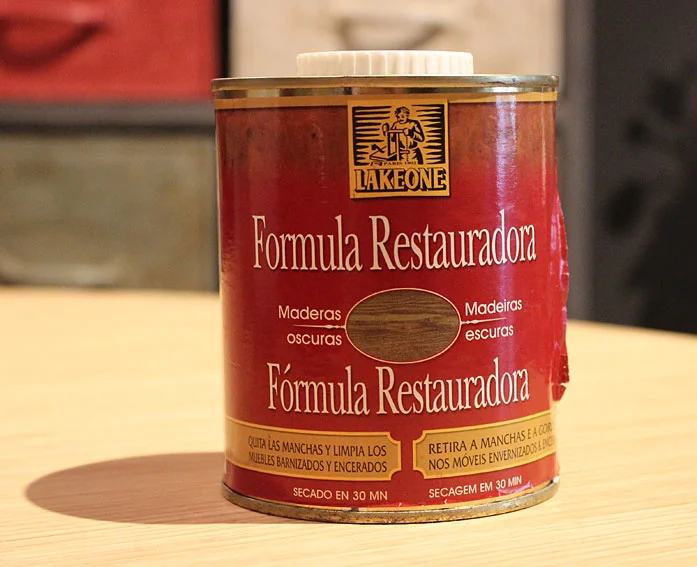 LAKEONE
Formula Restauradora
Maderas
oscuras
Madeiras
escuras
Fórmula Restauradora
QUITA LAS MANCHAS Y LIMPIA LOS
MUEBLES BARNIZADOS Y ENCERADOS
RETIRA A MANCHAS E A
NOS MÓVEIS ENVERNIZADOS
SECADO EN 30 MN
SECAGEM EM 30 MIN